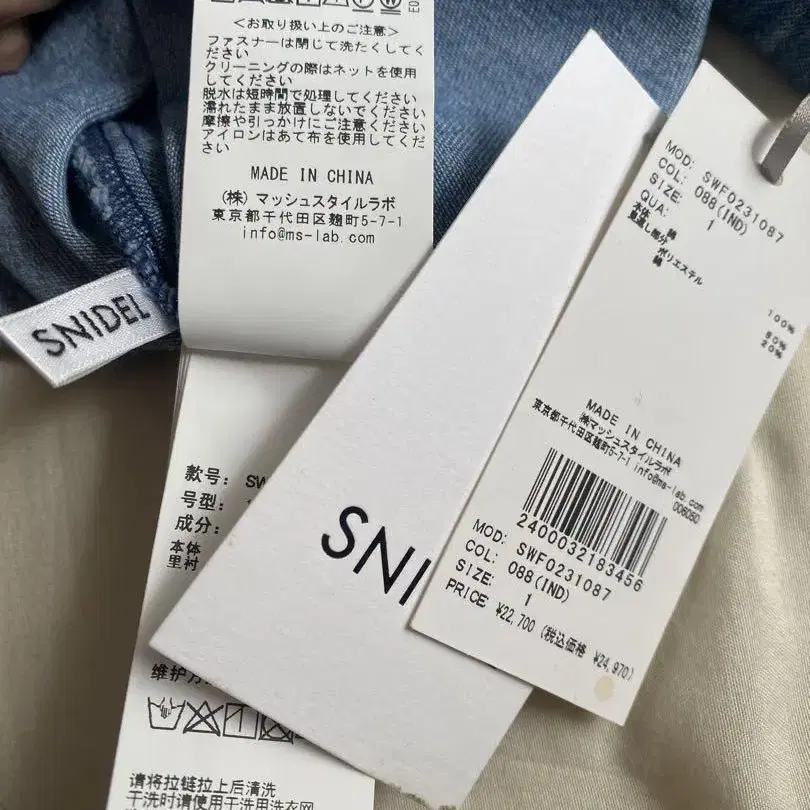 <お取り扱い上のご注意>
ファスナーは閉じて洗たくしてく
ださい
クリーニングの際はネットを使用
してください
脱水は短時間で処理してください
濡れたまま放置しないでください
摩擦や引っかけにご注意ください
アイロンはあて布を使用してくださ
い
MADE IN CHINA
(株) マッシュスタイルラボ
東京都千代田区麹町5-7-1
info@ms-lab.com
SNIDEL
款号: SW
号型:
成分:
本体
里衬
维护方
请将拉链拉上后清洗
干洗时请使用干洗用洗衣网
SNI
MOD: SWF0231087
COL: 088(IND)
SIZE: 1
QUA:
本体 綿 100%
ポリエステル 80%
綿 20%
MADE IN CHINA
㈱マッシュスタイルラボ
東京都千代田区麹町5-7-1 info@ms-lab.com
006050
2400032183456
MOD: SWF0231087
COL: 088(IND)
SIZE: 1
PRICE ¥22,700 (税込価格 ¥24,970)